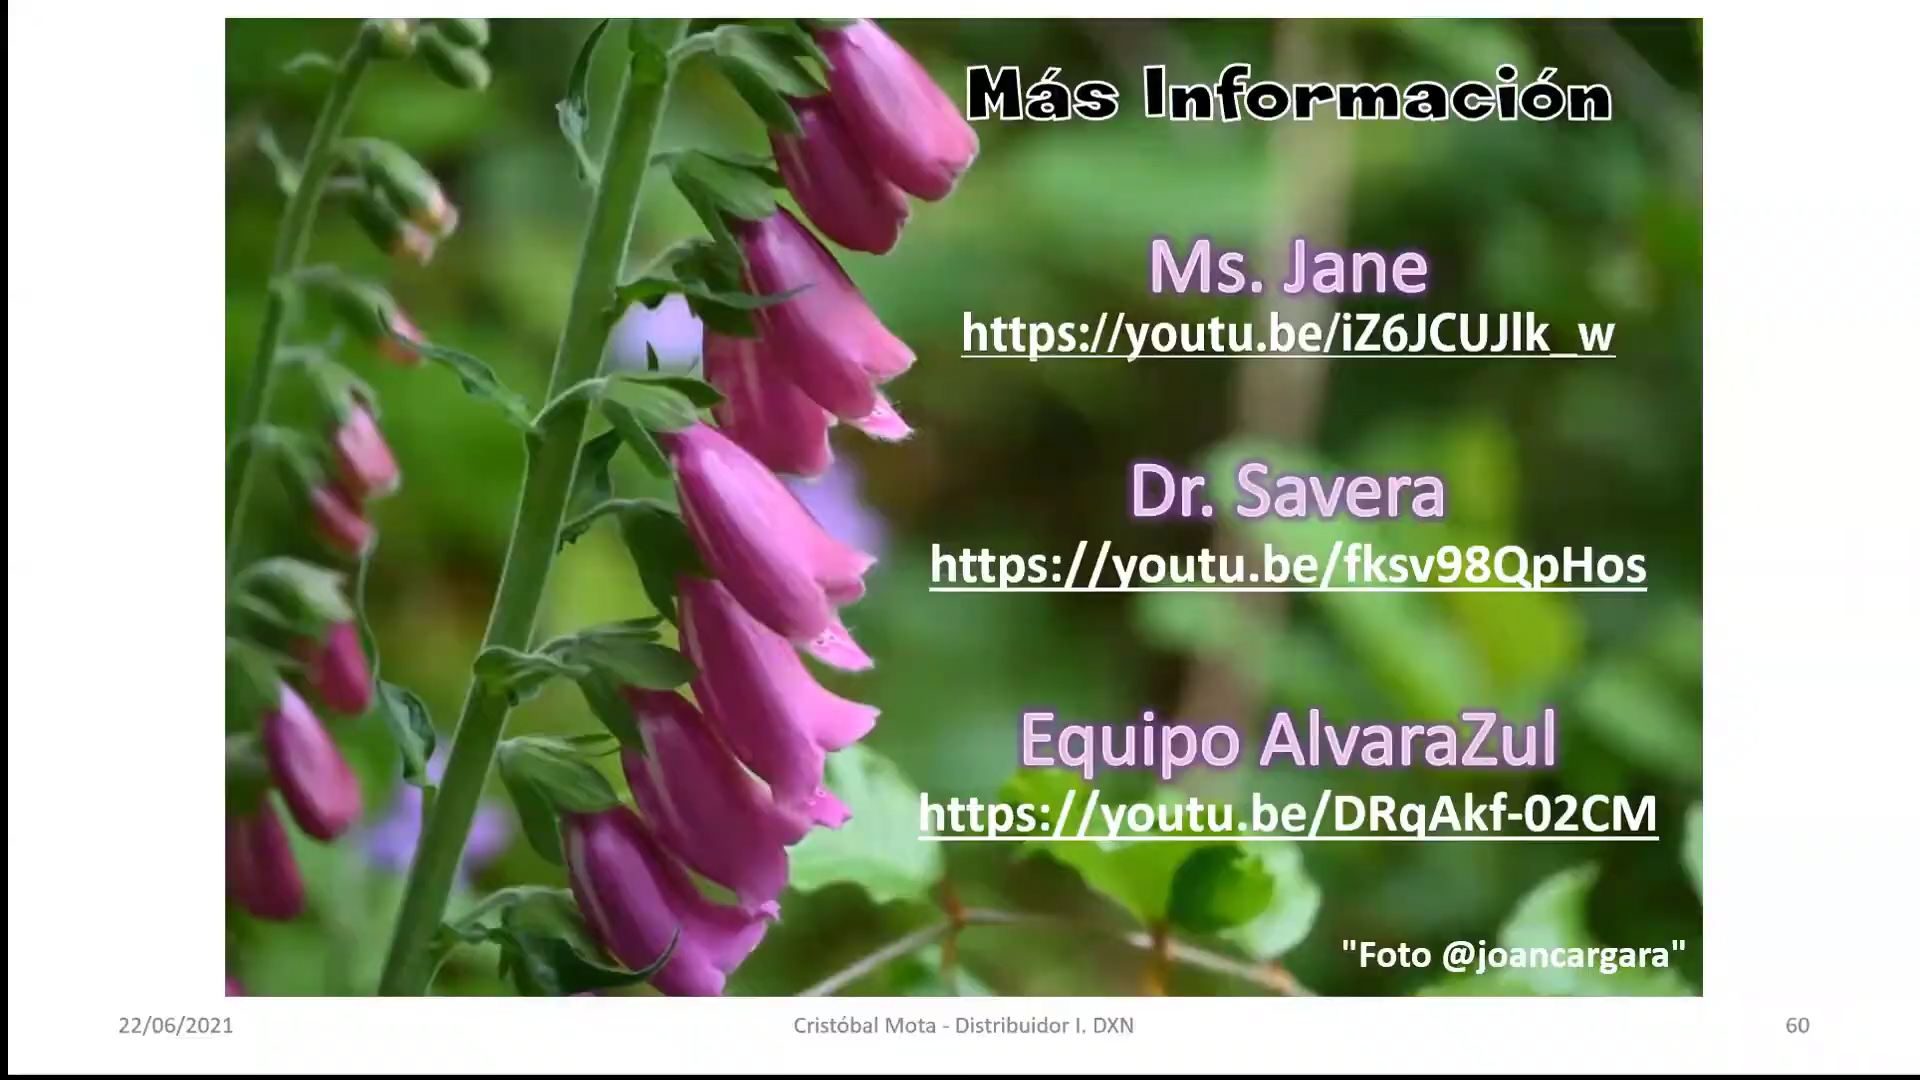 Más Información
Ms. Jane
https://youtu.be/iZ6JCUJlk_w
Dr. Savera
https://youtu.be/fksv98QpHos
Equipo AlvaraZul
https://youtu.be/DRqAkf-02CM
"Foto @joancargara"
22/06/2021
Cristóbal Mota - Distribuidor I. DXN
60